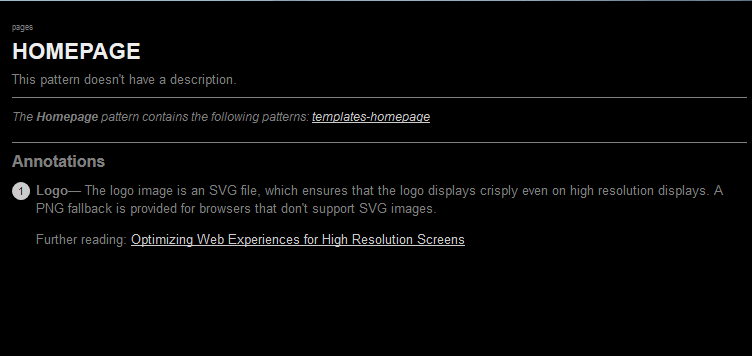 pages
HOMEPAGE
This pattern doesn't have a description.
The Homepage pattern contains the following patterns: templates-homepage
Annotations
1 Logo— The logo image is an SVG file, which ensures that the logo displays crisply even on high resolution displays. A
PNG fallback is provided for browsers that don't support SVG images.
Further reading: Optimizing Web Experiences for High Resolution Screens